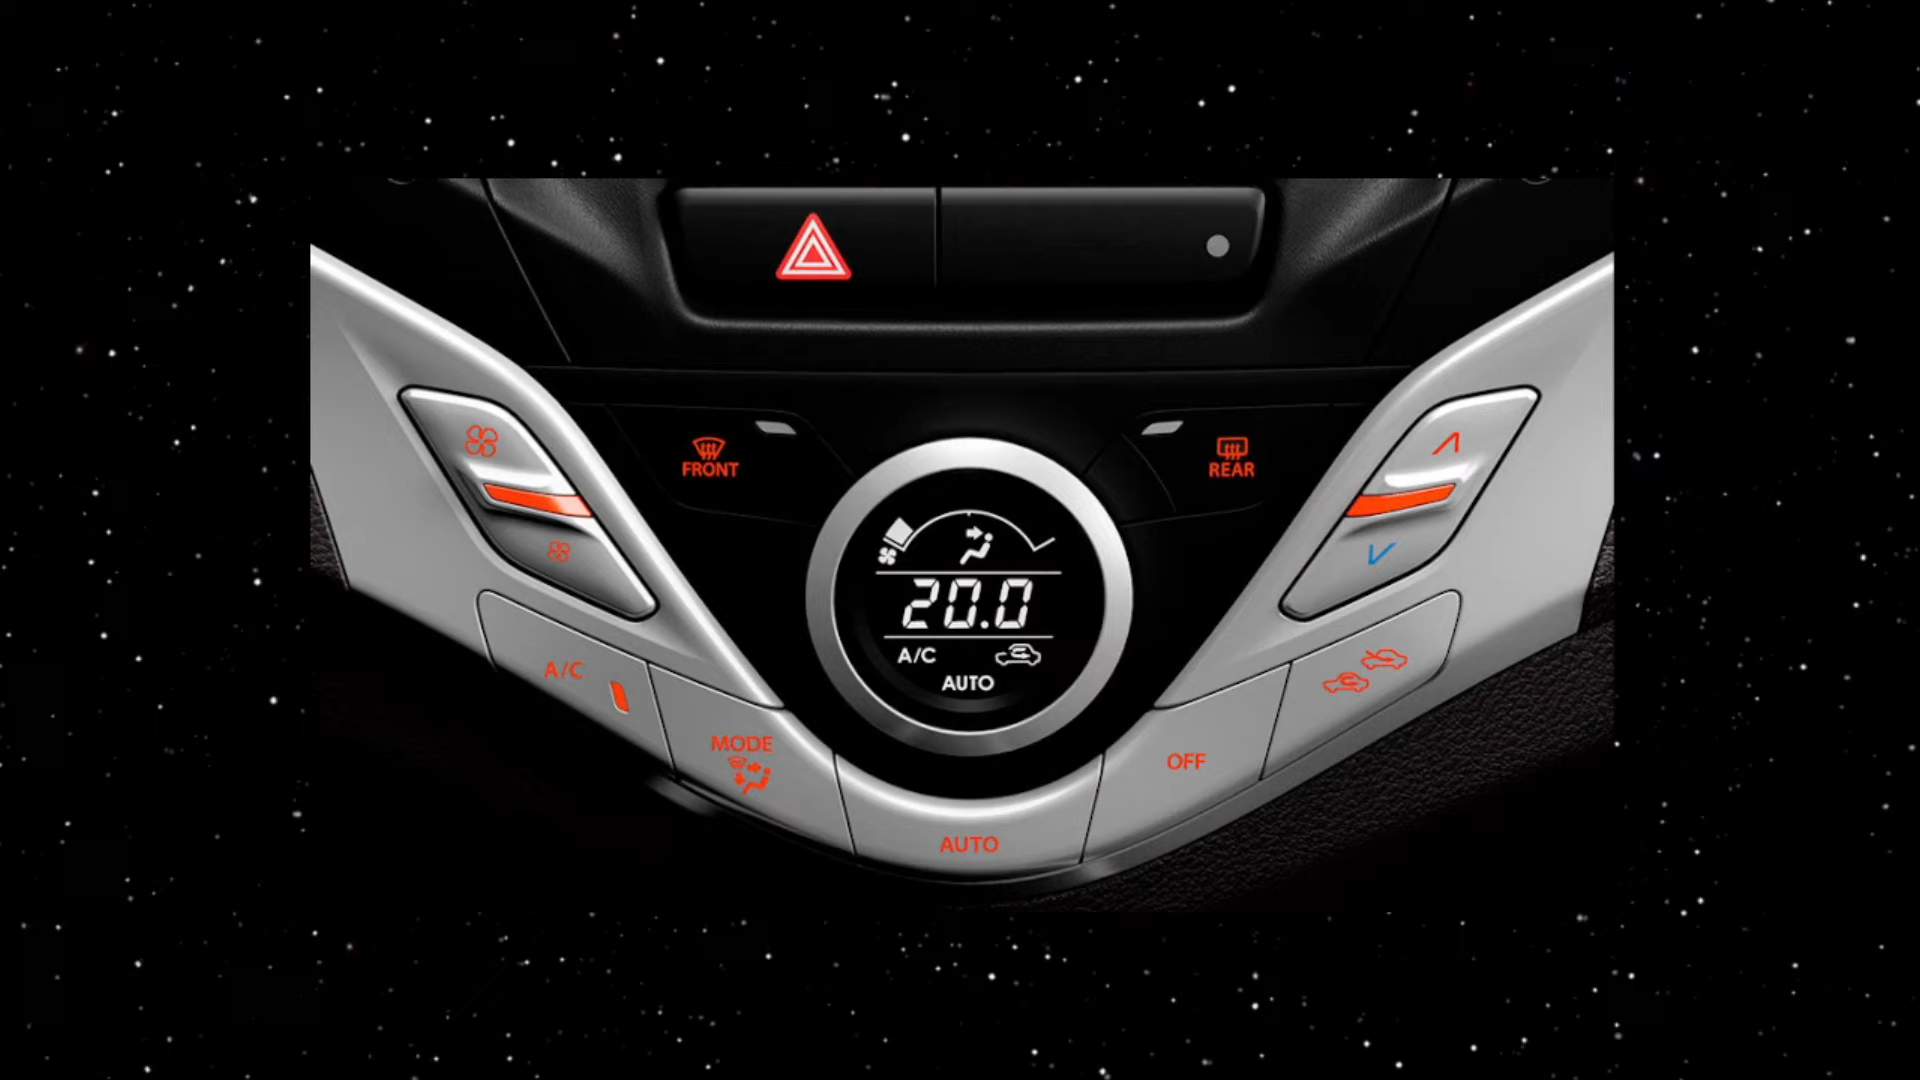 FRONT
REAR
20.0
A/C
AUTO
A/C
MODE
OFF
AUTO